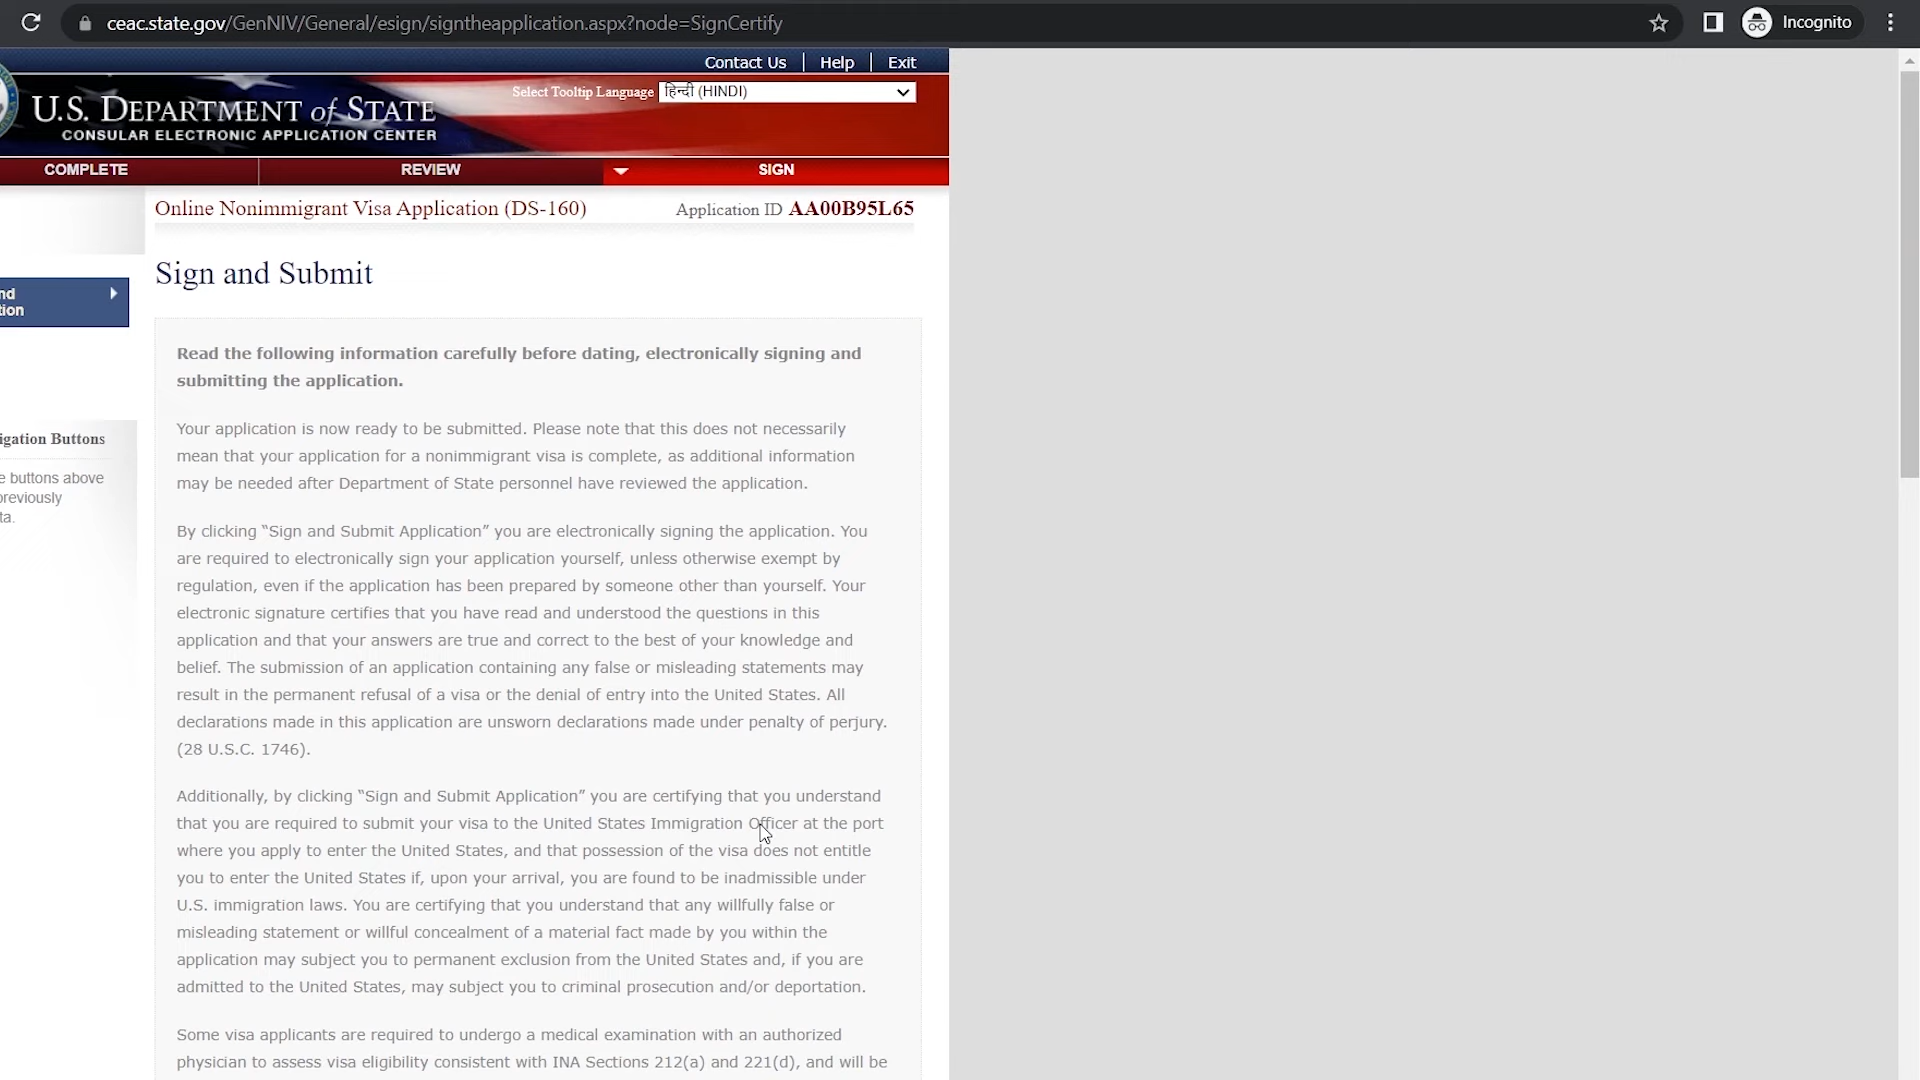 ceac.state.gov/GenNIV/General/esign/signtheapplication.aspx?node=SignCertify
Incognito
Contact Us
Help
Exit
Select Tooltip Language
हिन्दी (HINDI)
U.S. DEPARTMENT of STATE
CONSULAR ELECTRONIC APPLICATION CENTER
COMPLETE
REVIEW
SIGN
Online Nonimmigrant Visa Application (DS-160)
Application ID AA00B95L65
Sign and Submit
nd
tion
igation Buttons
e buttons above
previously
ta.
Read the following information carefully before dating, electronically signing and
submitting the application.
Your application is now ready to be submitted. Please note that this does not necessarily
mean that your application for a nonimmigrant visa is complete, as additional information
may be needed after Department of State personnel have reviewed the application.
By clicking “Sign and Submit Application” you are electronically signing the application. You
are required to electronically sign your application yourself, unless otherwise exempt by
regulation, even if the application has been prepared by someone other than yourself. Your
electronic signature certifies that you have read and understood the questions in this
application and that your answers are true and correct to the best of your knowledge and
belief. The submission of an application containing any false or misleading statements may
result in the permanent refusal of a visa or the denial of entry into the United States. All
declarations made in this application are unsworn declarations made under penalty of perjury.
(28 U.S.C. 1746).
Additionally, by clicking “Sign and Submit Application” you are certifying that you understand
that you are required to submit your visa to the United States Immigration Officer at the port
where you apply to enter the United States, and that possession of the visa does not entitle
you to enter the United States if, upon your arrival, you are found to be inadmissible under
U.S. immigration laws. You are certifying that you understand that any willfully false or
misleading statement or willful concealment of a material fact made by you within the
application may subject you to permanent exclusion from the United States and, if you are
admitted to the United States, may subject you to criminal prosecution and/or deportation.
Some visa applicants are required to undergo a medical examination with an authorized
physician to assess visa eligibility consistent with INA Sections 212(a) and 221(d), and will be